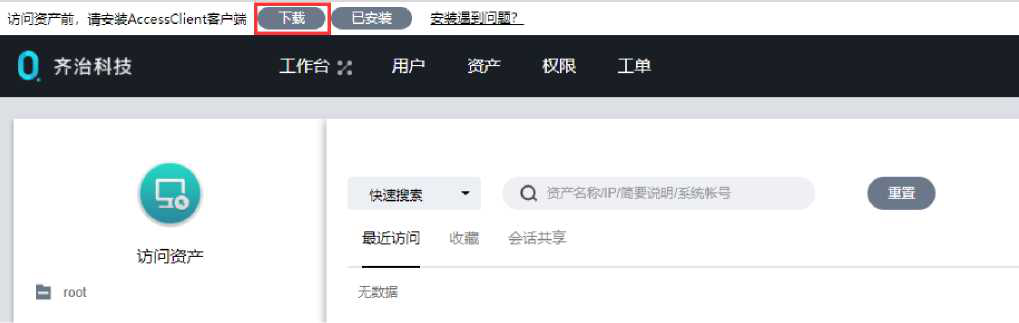 访问资产前，请安装AccessClient客户端 下载 已安装 安装遇到问题？
齐治科技 工作台 用户 资产 权限 工单
快速搜索 资产名称/IP/简要说明/系统帐号 重置
最近访问 收藏 会话共享
访问资产
root
无数据